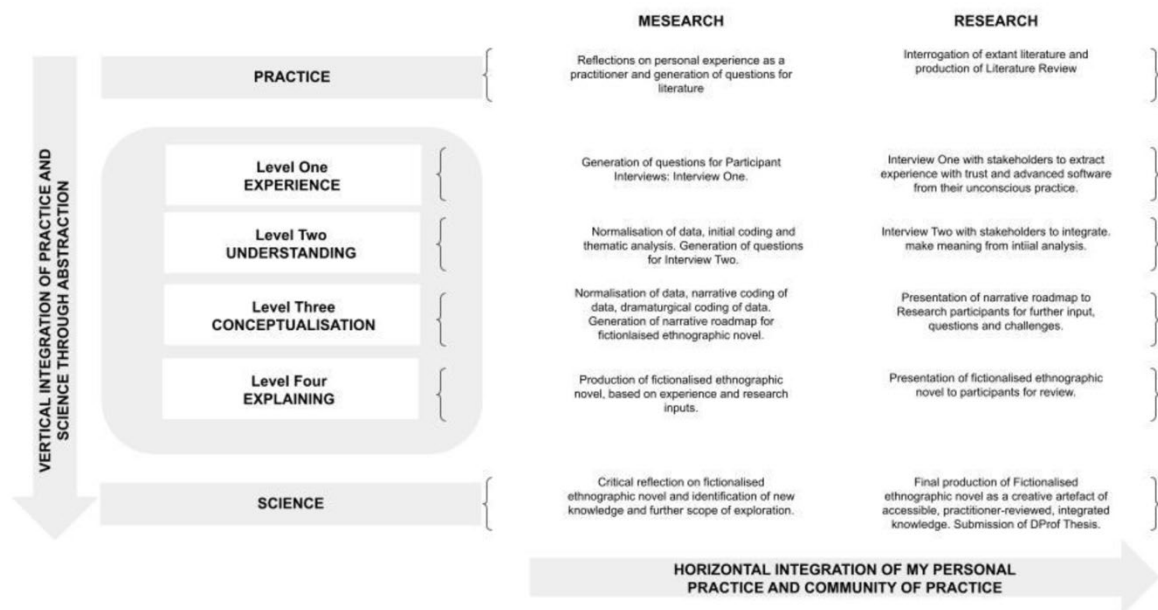 MESEARCH
RESEARCH
VERTICAL INTEGRATION OF PRACTICE AND
SCIENCE THROUGH ABSTRACTION
PRACTICE
Reflections on personal experience as a
practitioner and generation of questions for
literature
Interrogation of extant literature and
production of Literature Review
Level One
EXPERIENCE
Generation of questions for Participant
Interviews: Interview One.
Interview One with stakeholders to extract
experience with trust and advanced software
from their unconscious practice.
Level Two
UNDERSTANDING
Normalisation of data, initial coding and
thematic analysis. Generation of questions
for Interview Two.
Interview Two with stakeholders to integrate.
make meaning from intiial analysis.
Level Three
CONCEPTUALISATION
Normalisation of data, narrative coding of
data, dramaturgical coding of data.
Generation of narrative roadmap for
fictionlaised ethnographic novel.
Presentation of narrative roadmap to
Research participants for further input,
questions and challenges.
Level Four
EXPLAINING
Production of fictionalised ethnographic
novel, based on experience and research
inputs.
Presentation of fictionalised ethnographic
novel to participants for review.
SCIENCE
Critical reflection on fictionalised
ethnographic novel and identification of new
knowledge and further scope of exploration.
Final production of Fictionalised
ethnographic novel as a creative artefact of
accessible, practitioner-reviewed, integrated
knowledge. Submission of DProf Thesis.
HORIZONTAL INTEGRATION OF MY PERSONAL
PRACTICE AND COMMUNITY OF PRACTICE